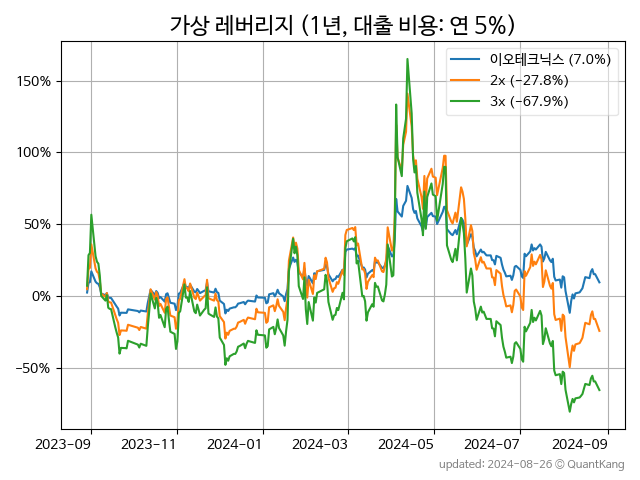 가상 레버리지 (1년, 대출 비용: 연 5%)
이오테크닉스 (7.0%)
2x (−27.8%)
3x (−67.9%)
150%
100%
50%
0%
−50%
2023-09 2023-11 2024-01 2024-03 2024-05 2024-07 2024-09
updated: 2024-08-26 © QuantKang